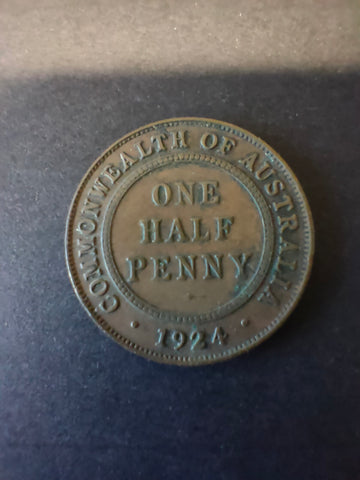 COMMONWEALTH OF AUSTRALIA
ONE
HALF
PENNY
· 1924 ·